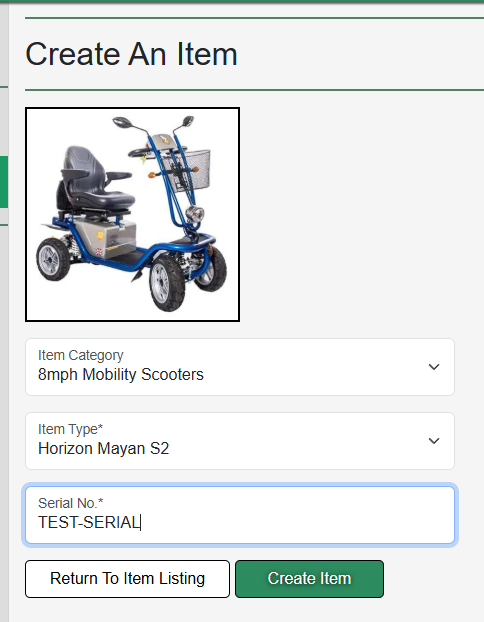 Create An Item
Item Category
8mph Mobility Scooters
Item Type*
Horizon Mayan S2
Serial No.*
TEST-SERIAL
Return To Item Listing
Create Item